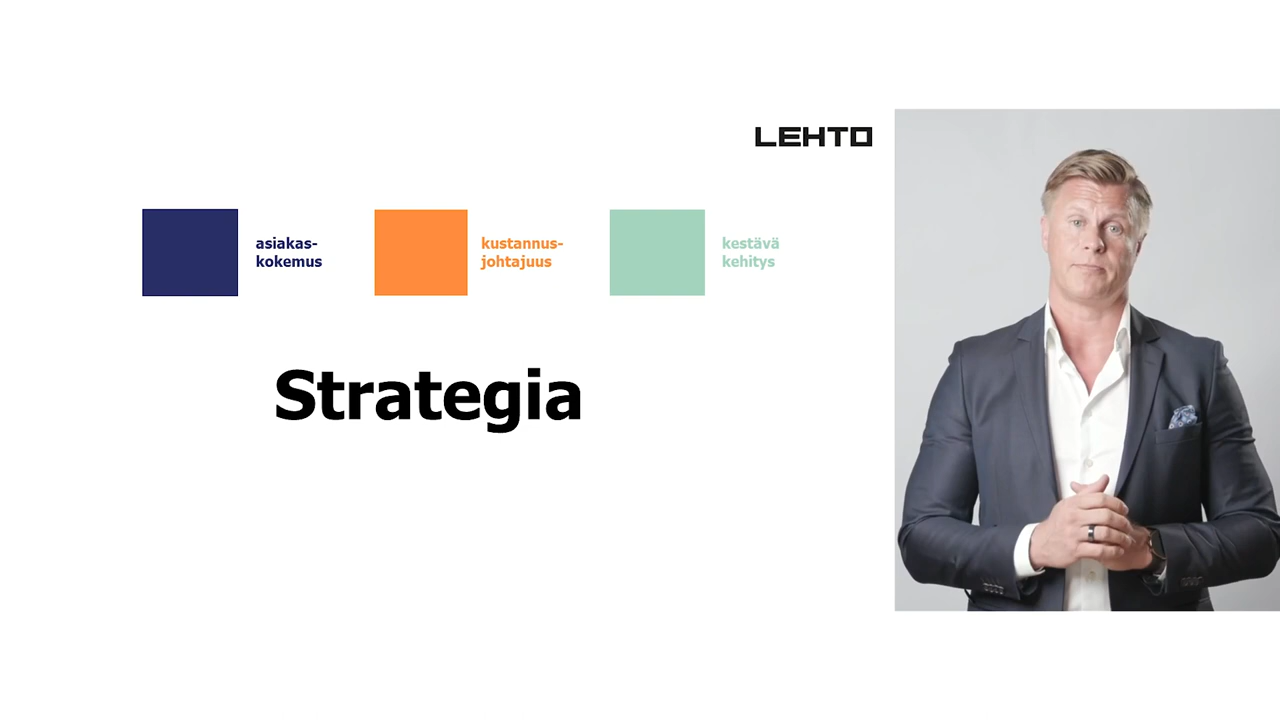 LEHTO
asiakas-
kokemus
kustannus-
johtajuus
kestävä
kehitys
Strategia